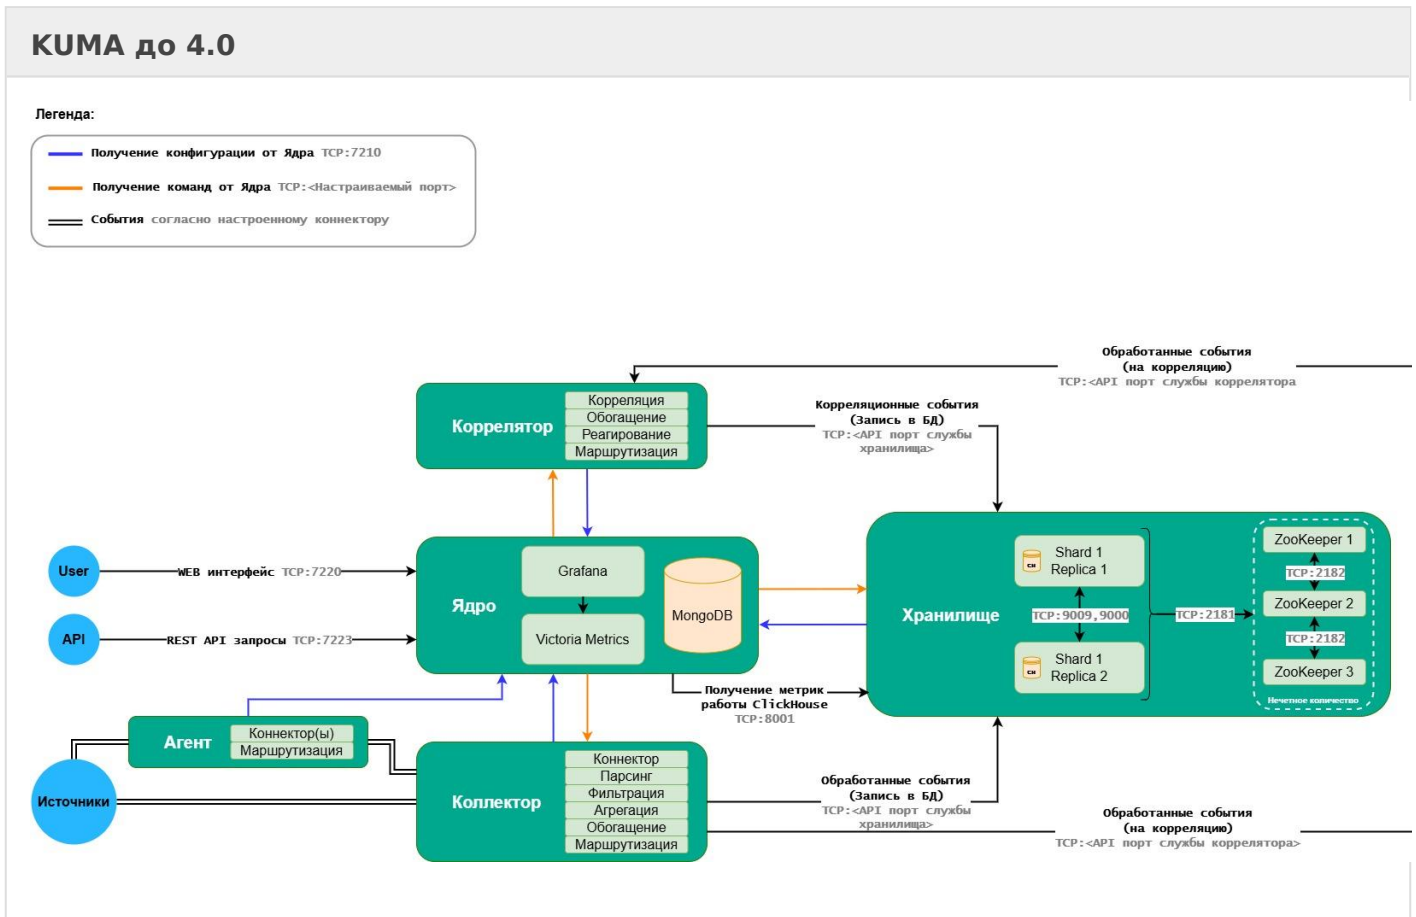 KUMA до 4.0
Легенда:
Получение конфигурации от Ядра TCP:7210
Получение команд от Ядра TCP:<Настраиваемый порт>
События согласно настроенному коннектору
Обработанные события
(на корреляцию)
TCP:<API порт службы коррелятора
Коррелятор
Корреляция
Обогащение
Реагирование
Маршрутизация
Корреляционные события
(Запись в БД)
TCP:<API порт службы
хранилища>
User
WEB интерфейс TCP:7220
API
REST API запросы TCP:7223
Ядро
Grafana
Victoria Metrics
MongoDB
Хранилище
CH
Shard 1
Replica 1
TCP:9009,9000
CH
Shard 1
Replica 2
TCP:2181
ZooKeeper 1
TCP:2182
ZooKeeper 2
TCP:2182
ZooKeeper 3
Нечетное количество
Получение метрик
работы ClickHouse
TCP:8001
Агент
Коннектор(ы)
Маршрутизация
Источники
Коллектор
Коннектор
Парсинг
Фильтрация
Агрегация
Обогащение
Маршрутизация
Обработанные события
(Запись в БД)
TCP:<API порт службы
хранилища>
Обработанные события
(на корреляцию)
TCP:<API порт службы коррелятора>